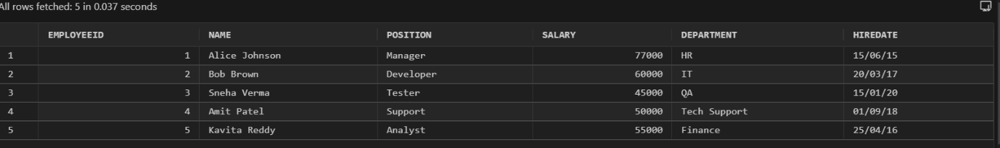 All rows fetched: 5 in 0.037 seconds
EMPLOYEEID NAME POSITION SALARY DEPARTMENT HIREDATE
1 1 Alice Johnson Manager 77000 HR 15/06/15
2 2 Bob Brown Developer 60000 IT 20/03/17
3 3 Sneha Verma Tester 45000 QA 15/01/20
4 4 Amit Patel Support 50000 Tech Support 01/09/18
5 5 Kavita Reddy Analyst 55000 Finance 25/04/16